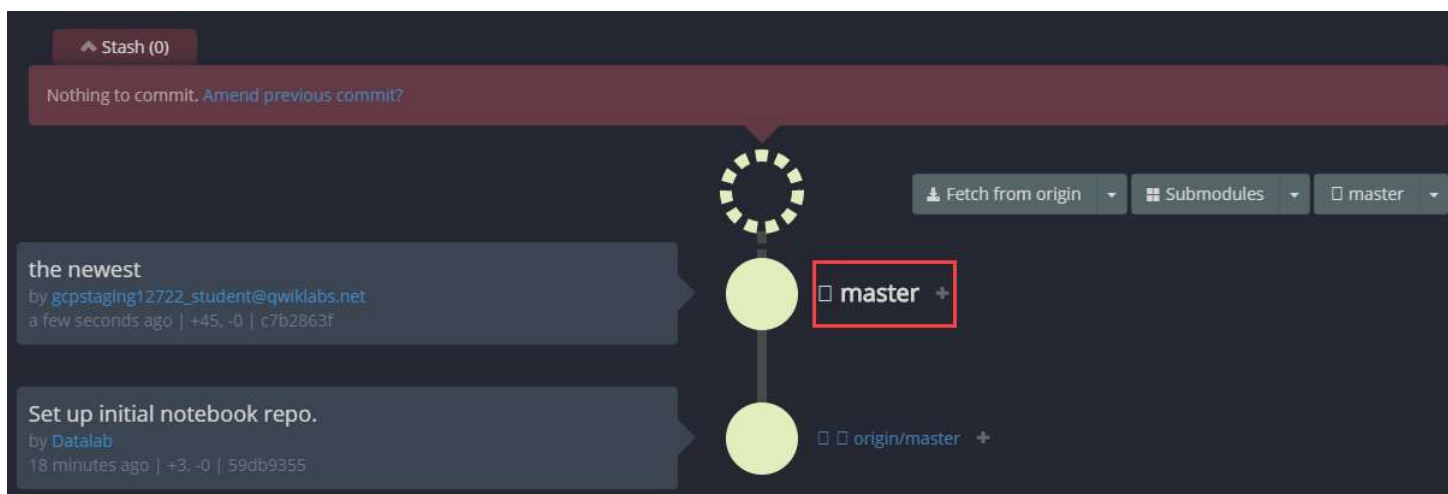 Stash (0)
Nothing to commit. Amend previous commit?
Fetch from origin
Submodules
master
the newest
by gcpstaging12722_student@qwiklabs.net
a few seconds ago | +45, -0 | c7b2863f
master +
Set up initial notebook repo.
by Datalab
18 minutes ago | +3, -0 | 59db9355
origin/master +